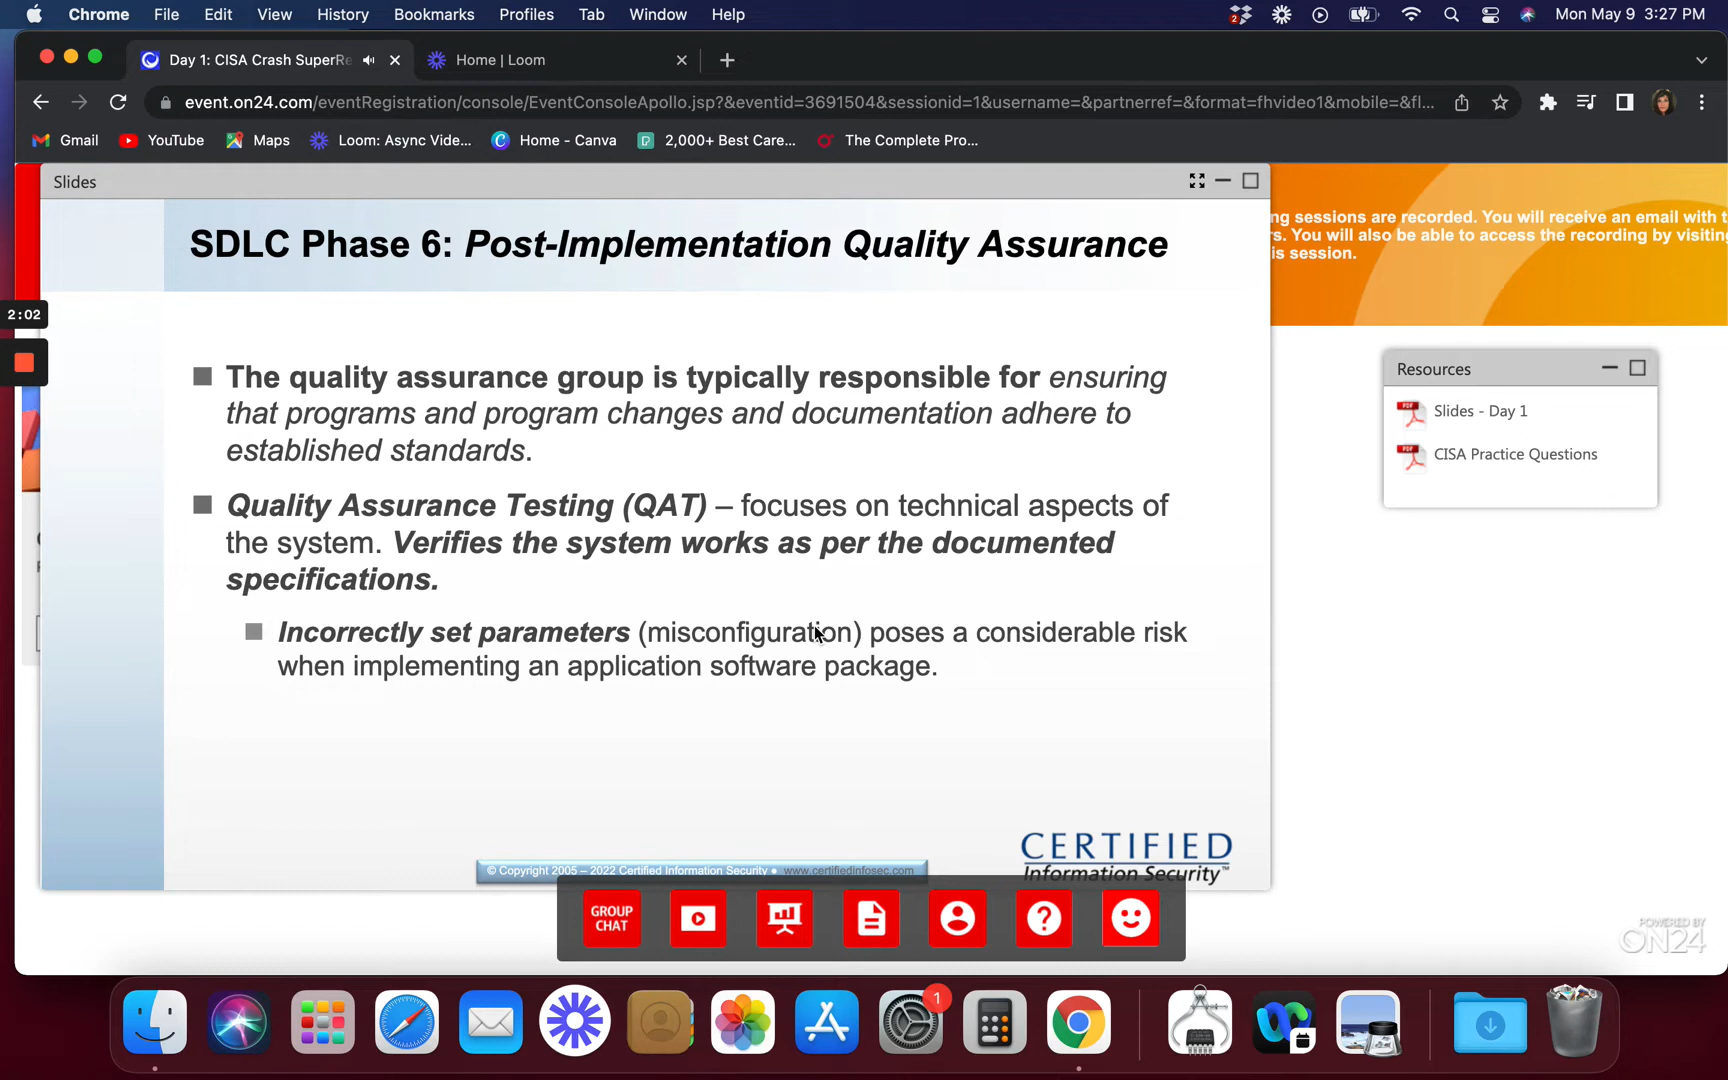 Chrome File Edit View History Bookmarks Profiles Tab Window Help 2 Mon May 9 3:27 PM
Day 1: CISA Crash SuperRe Home | Loom
event.on24.com/eventRegistration/console/EventConsoleApollo.jsp?&eventid=3691504&sessionid=1&username=&partnerref=&format=fhvideo1&mobile=&fl...
Gmail YouTube Maps Loom: Async Vide... Home - Canva 2,000+ Best Care... The Complete Pro...
Slides
ng sessions are recorded. You will receive an email with t
rs. You will also be able to access the recording by visiting
is session.
SDLC Phase 6: Post-Implementation Quality Assurance
2:02
The quality assurance group is typically responsible for ensuring
that programs and program changes and documentation adhere to
established standards.
Quality Assurance Testing (QAT) – focuses on technical aspects of
the system. Verifies the system works as per the documented
specifications.
Incorrectly set parameters (misconfiguration) poses a considerable risk
when implementing an application software package.
Resources
Slides - Day 1
CISA Practice Questions
CERTIFIED
Information Security™
© Copyright 2005 – 2022 Certified Information Security ● www.certifiedinfosec.com
GROUP
CHAT
POWERED BY
ON24
1